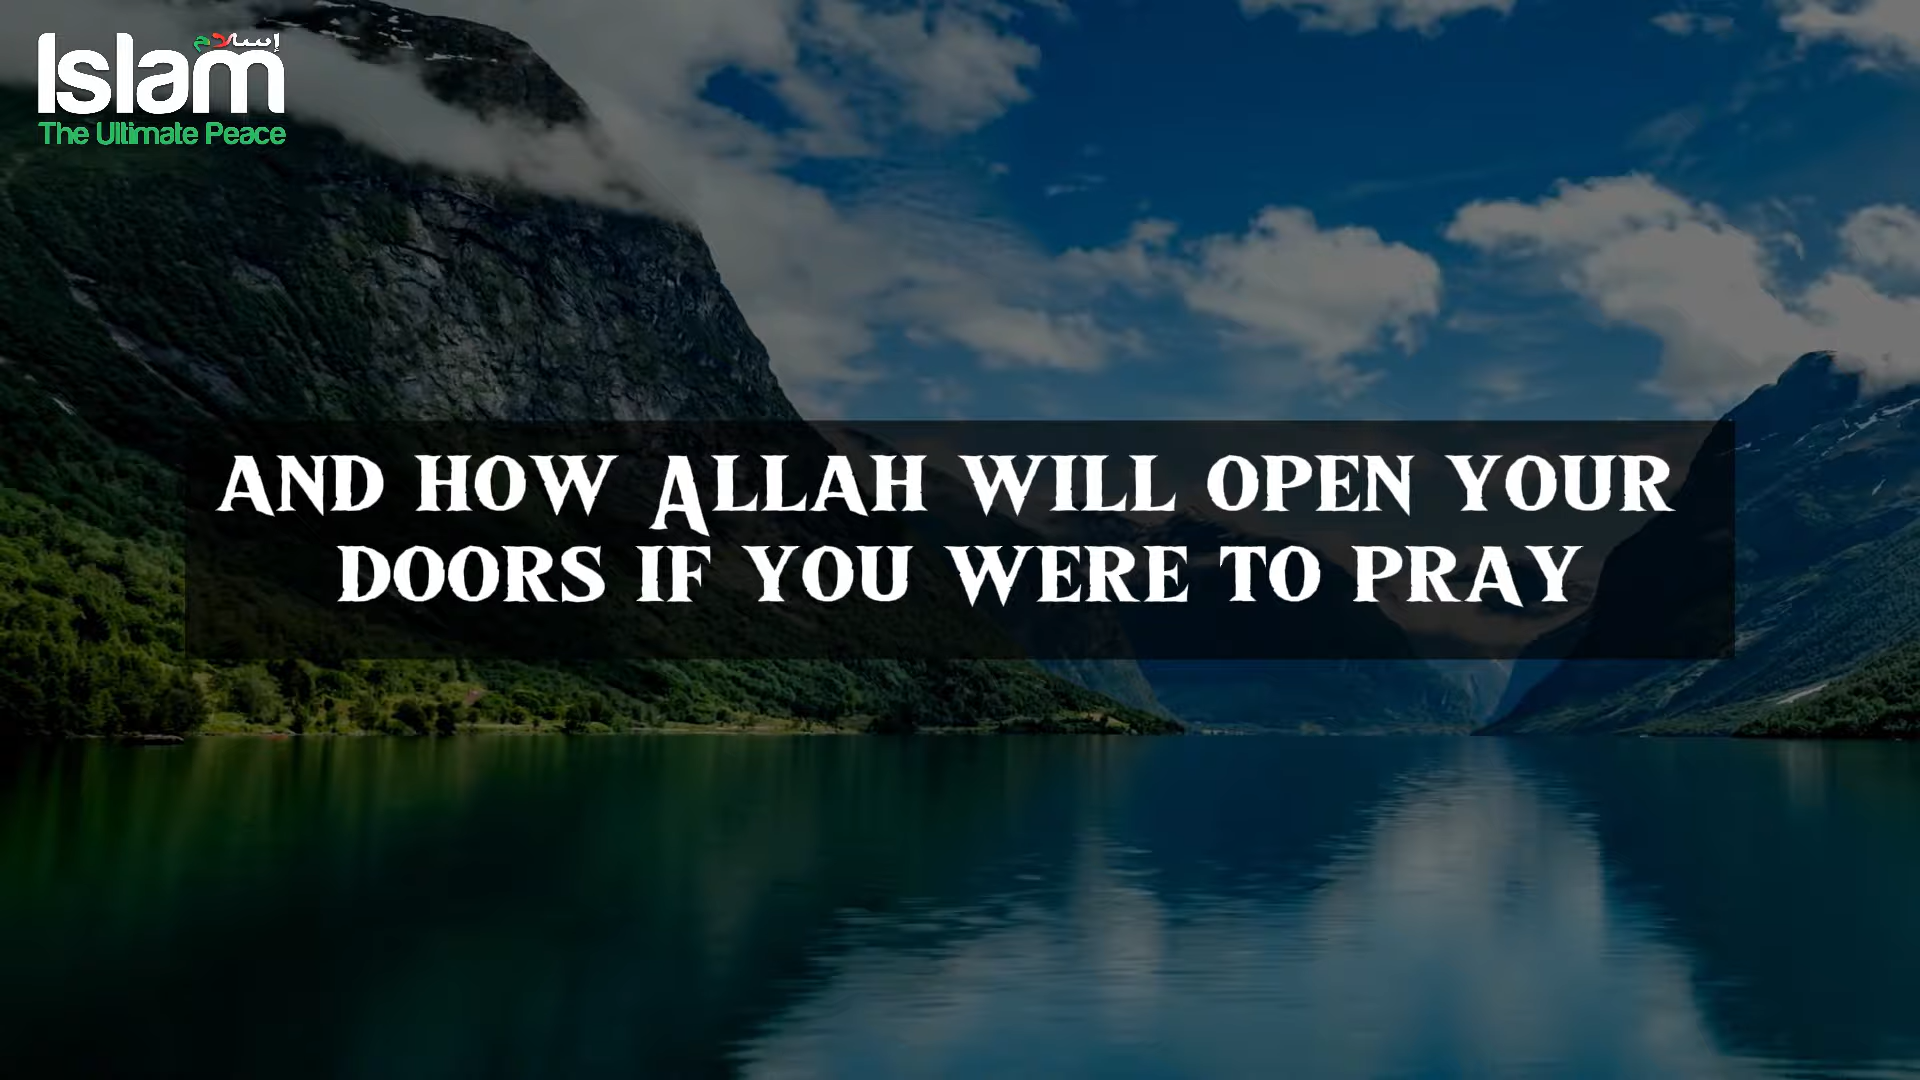 إسلام
Islam
The Ultimate Peace
AND HOW ALLAH WILL OPEN YOUR
DOORS IF YOU WERE TO PRAY